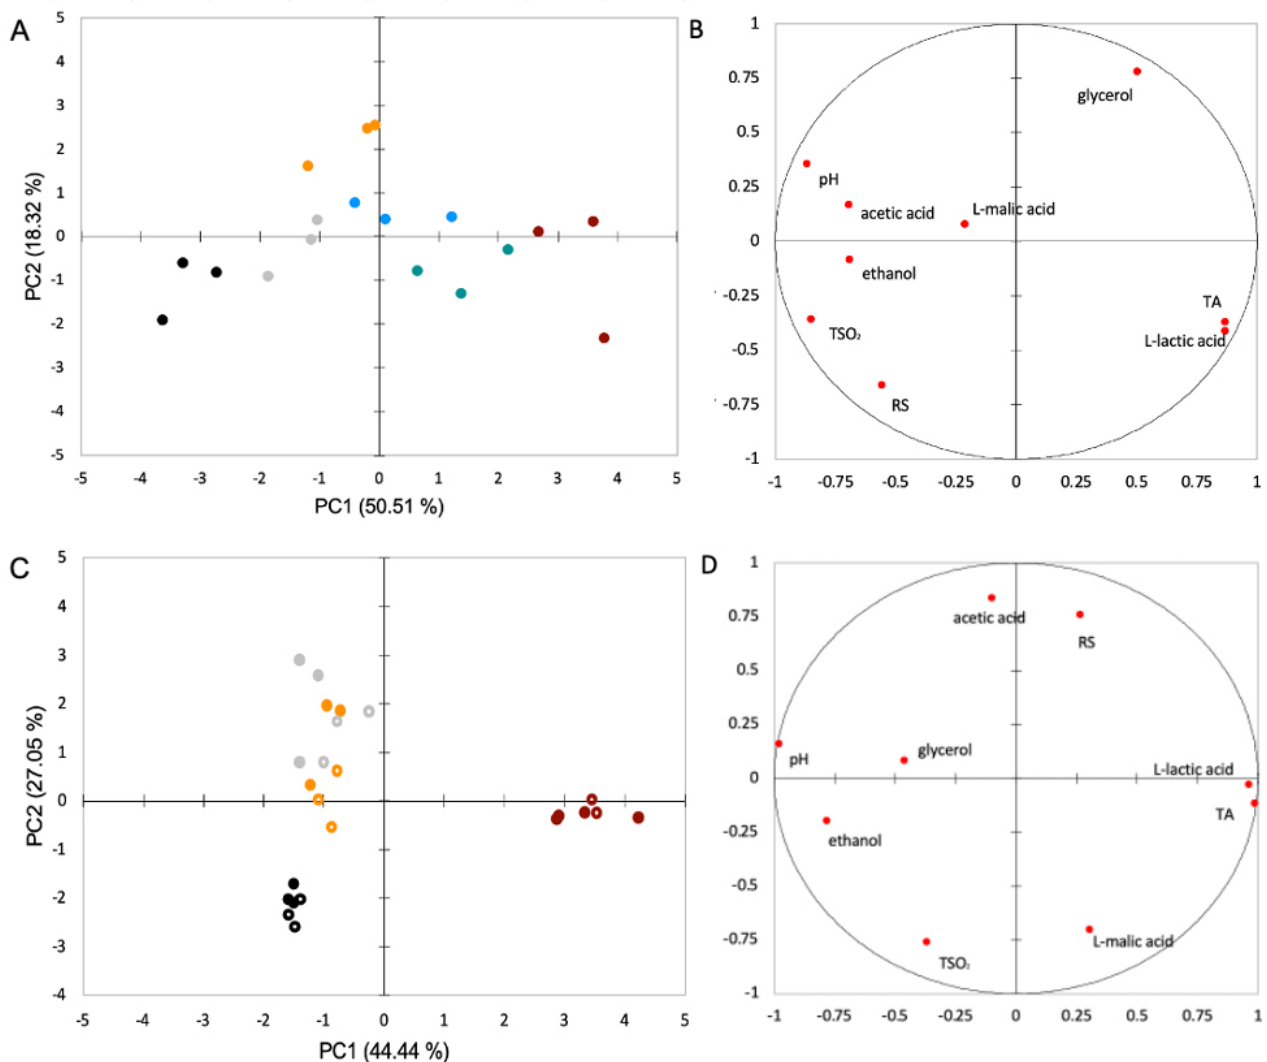 A
5
4
3
2
1
0
-1
-2
-3
-4
-5
-5 -4 -3 -2 -1 0 1 2 3 4 5
PC2 (18.32 %)
PC1 (50.51 %)
B
1
0.75
0.5
0.25
0
-0.25
-0.5
-0.75
-1
-1 -0.75 -0.5 -0.25 0 0.25 0.5 0.75 1
glycerol
pH
acetic acid
L-malic acid
ethanol
TSO₂
RS
TA
L-lactic acid
C
5
4
3
2
1
0
-1
-2
-3
-4
-5 -4 -3 -2 -1 0 1 2 3 4 5
PC2 (27.05 %)
PC1 (44.44 %)
D
1
0.75
0.5
0.25
0
-0.25
-0.5
-0.75
-1
-1 -0.75 -0.5 -0.25 0 0.25 0.5 0.75 1
acetic acid
RS
pH
glycerol
L-lactic acid
TA
ethanol
TSO₂
L-malic acid